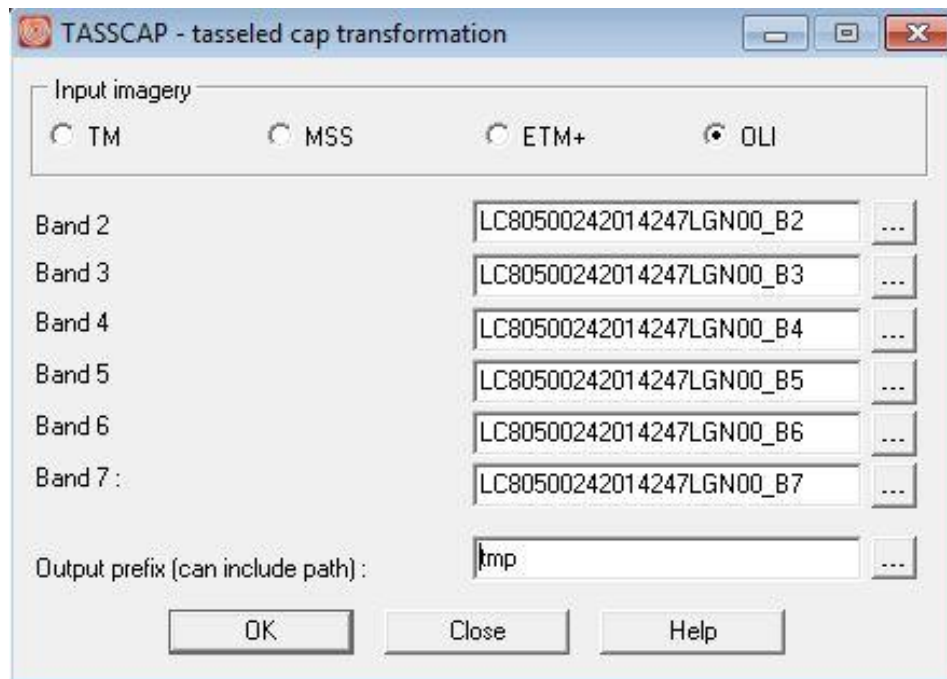 TASSCAP - tasseled cap transformation
Input imagery
TM MSS ETM+ OLI
Band 2 LC80500242014247LGN00_B2 ...
Band 3 LC80500242014247LGN00_B3 ...
Band 4 LC80500242014247LGN00_B4 ...
Band 5 LC80500242014247LGN00_B5 ...
Band 6 LC80500242014247LGN00_B6 ...
Band 7 : LC80500242014247LGN00_B7 ...
Output prefix (can include path) : tmp ...
OK Close Help